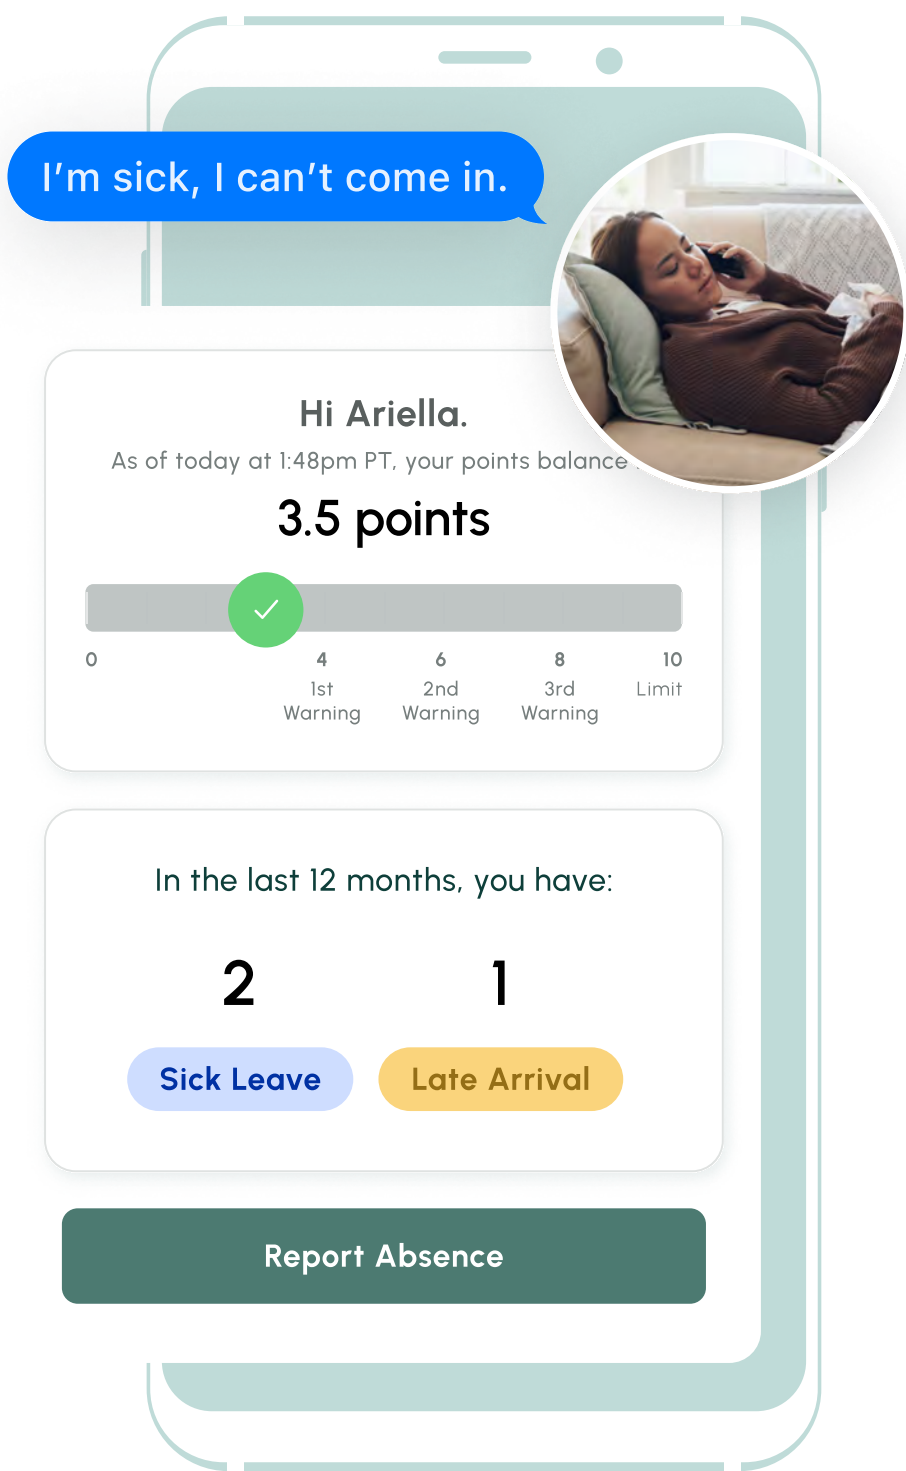 I’m sick, I can’t come in.
Hi Ariella.
As of today at 1:48pm PT, your points balance
3.5 points
0 4 6 8 10
1st 2nd 3rd Limit
Warning Warning Warning
In the last 12 months, you have:
2 1
Sick Leave Late Arrival
Report Absence